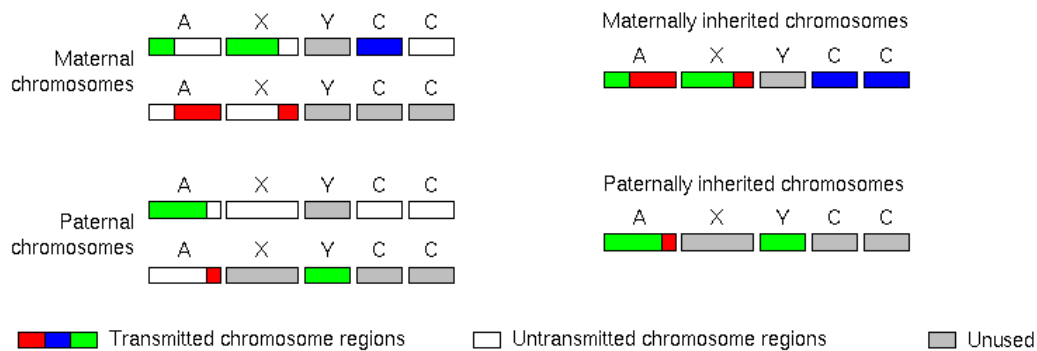 A X Y C C
Maternal
chromosomes
A X Y C C
Maternally inherited chromosomes
A X Y C C
A X Y C C
Paternal
chromosomes
A X Y C C
Paternally inherited chromosomes
A X Y C C
Transmitted chromosome regions
Untransmitted chromosome regions
Unused